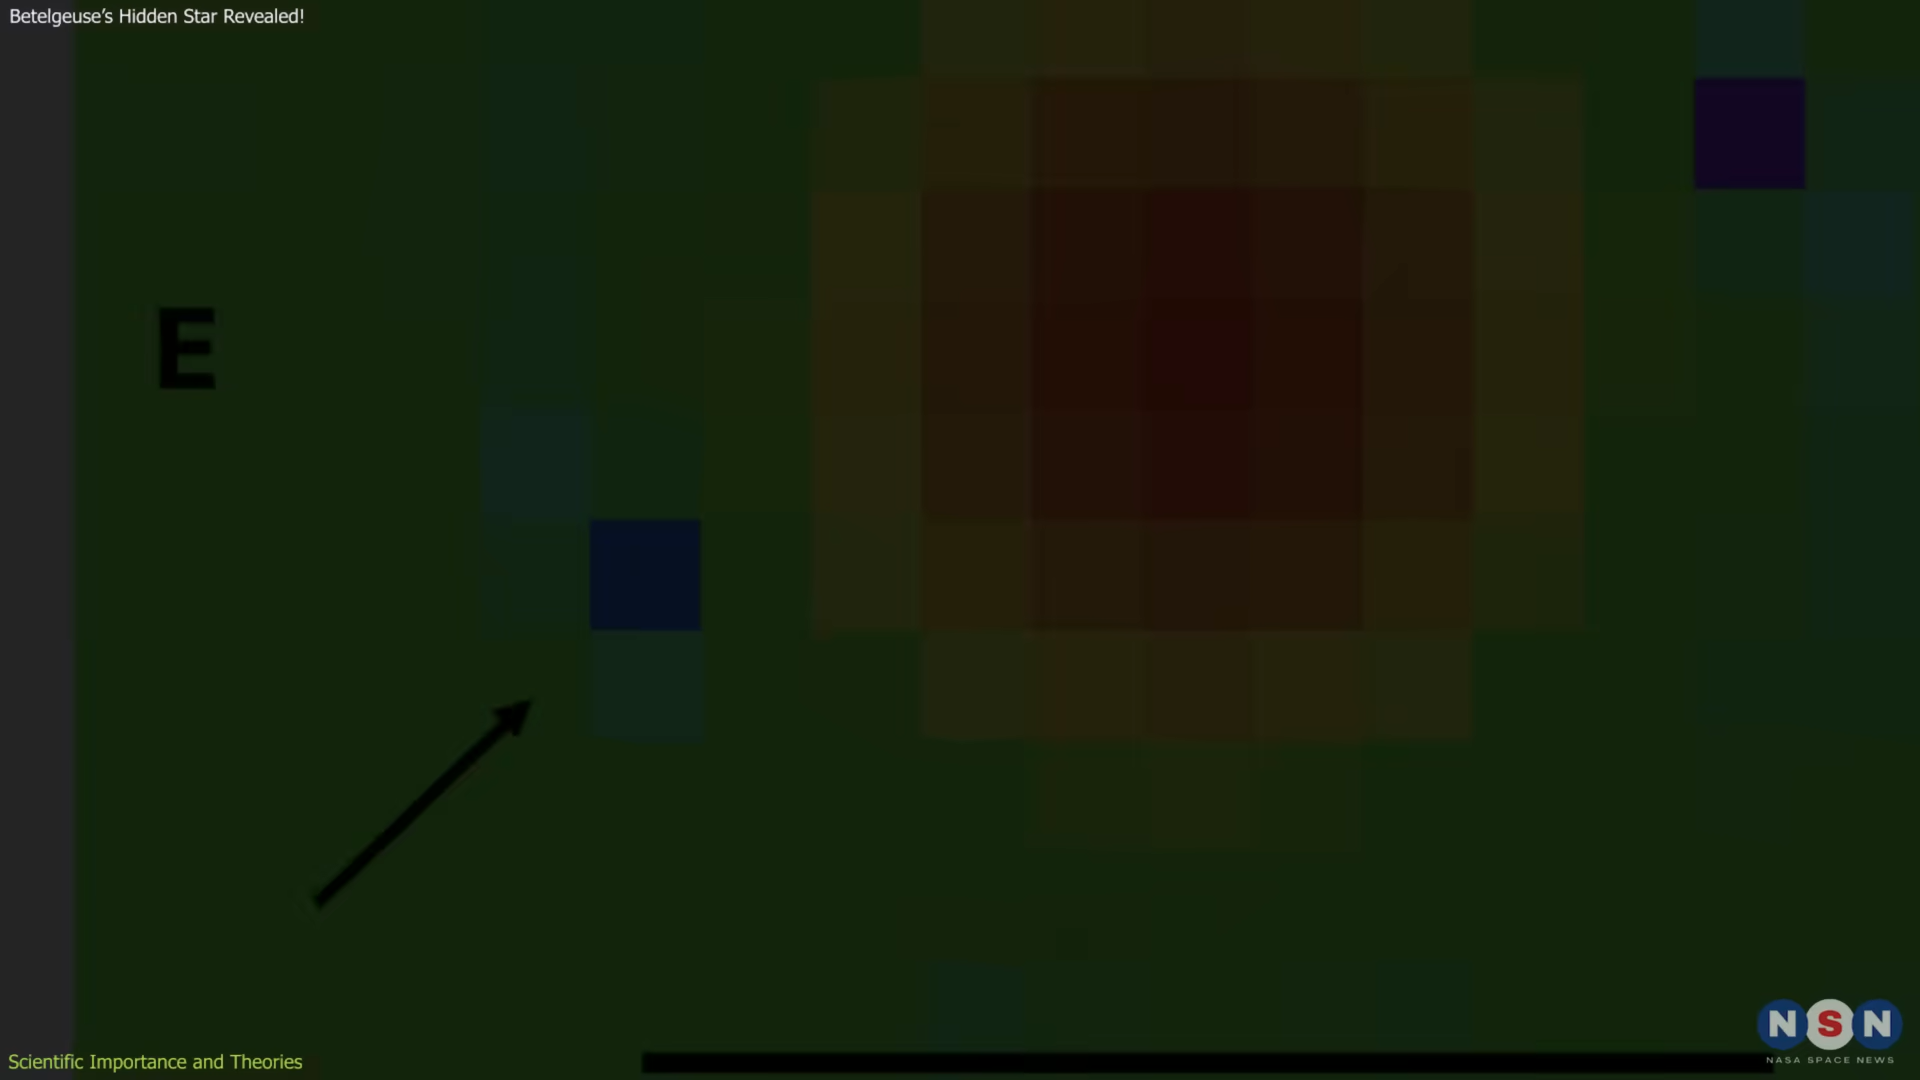 Betelgeuse’s Hidden Star Revealed!
E
NSN
NASA SPACE NEWS
Scientific Importance and Theories